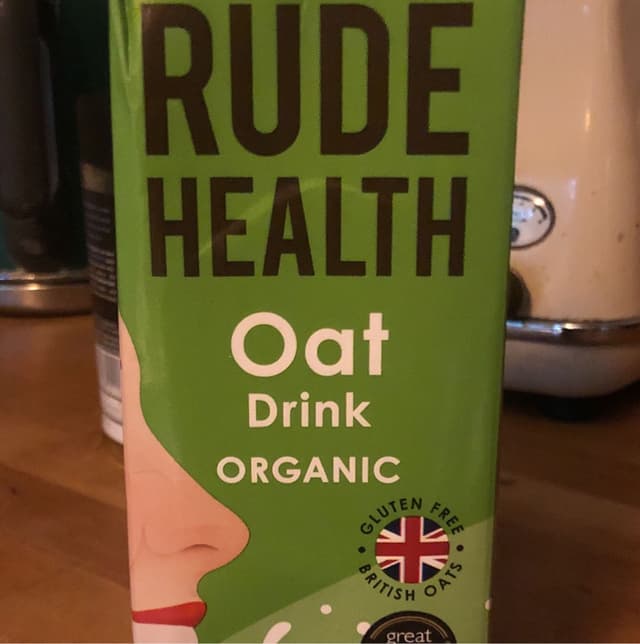 RUDE
HEALTH
Oat
Drink
ORGANIC
GLUTEN FREE
BRITISH OATS
great